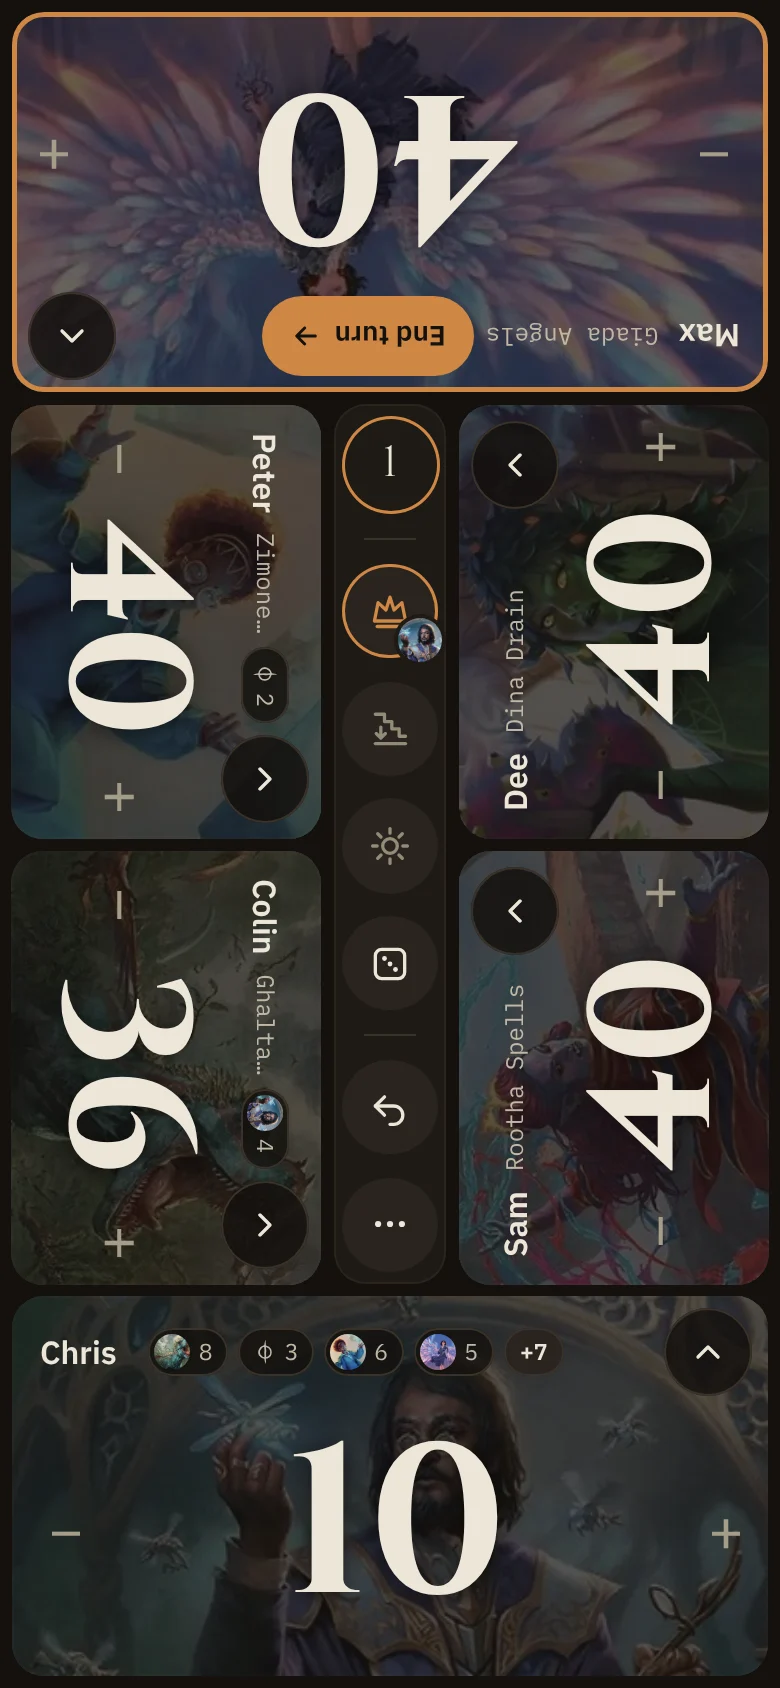 40
End turn
Giada Angels
Max
40
Peter
Zimone…
2
1
40
Dina Drain
Dee
36
Colin
Ghalta…
4
40
Rootha Spells
Sam
Chris
8
3
6
5
+7
10